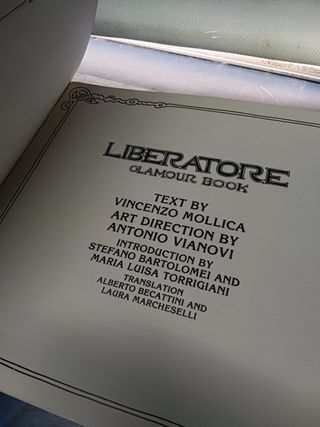 LIBERATORE
GLAMOUR BOOK
TEXT BY
VINCENZO MOLLICA
ART DIRECTION BY
ANTONIO VIANOVI
INTRODUCTION BY
STEFANO BARTOLOMEI AND
MARIA LUISA TORRIGIANI
TRANSLATION
ALBERTO BECATTINI AND
LAURA MARCHESELLI